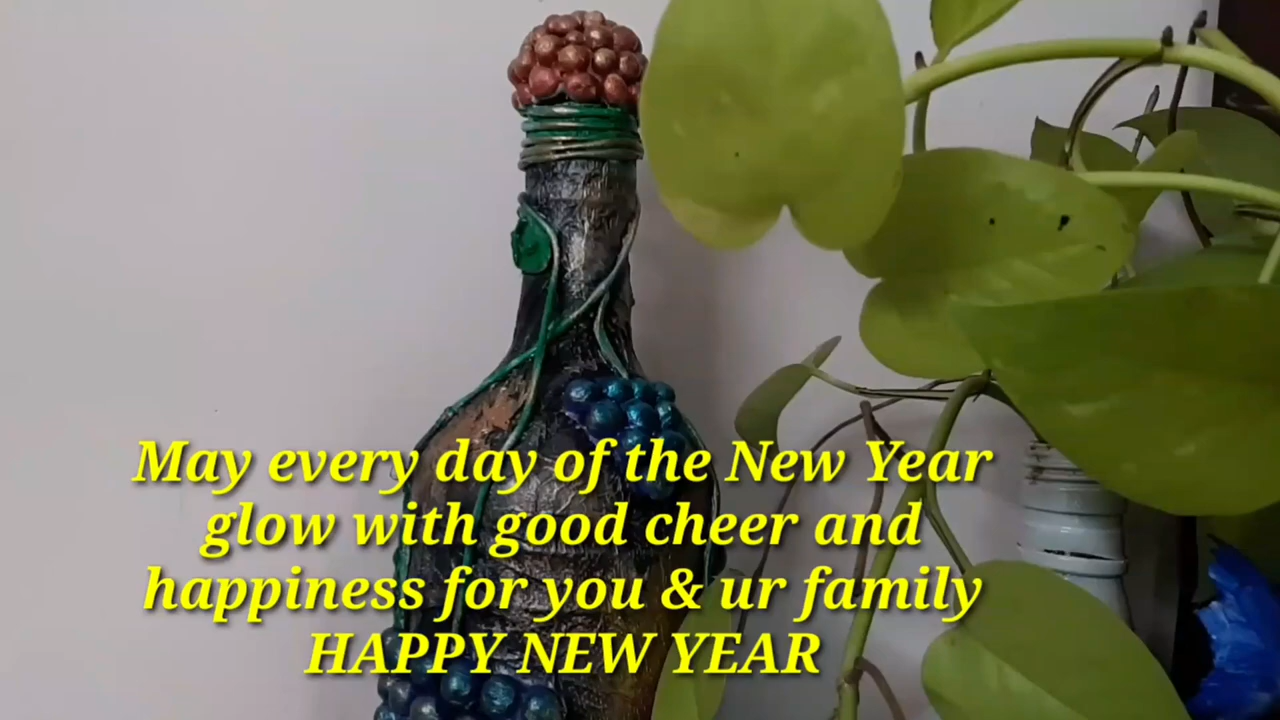 May every day of the New Year
glow with good cheer and
happiness for you & ur family
HAPPY NEW YEAR